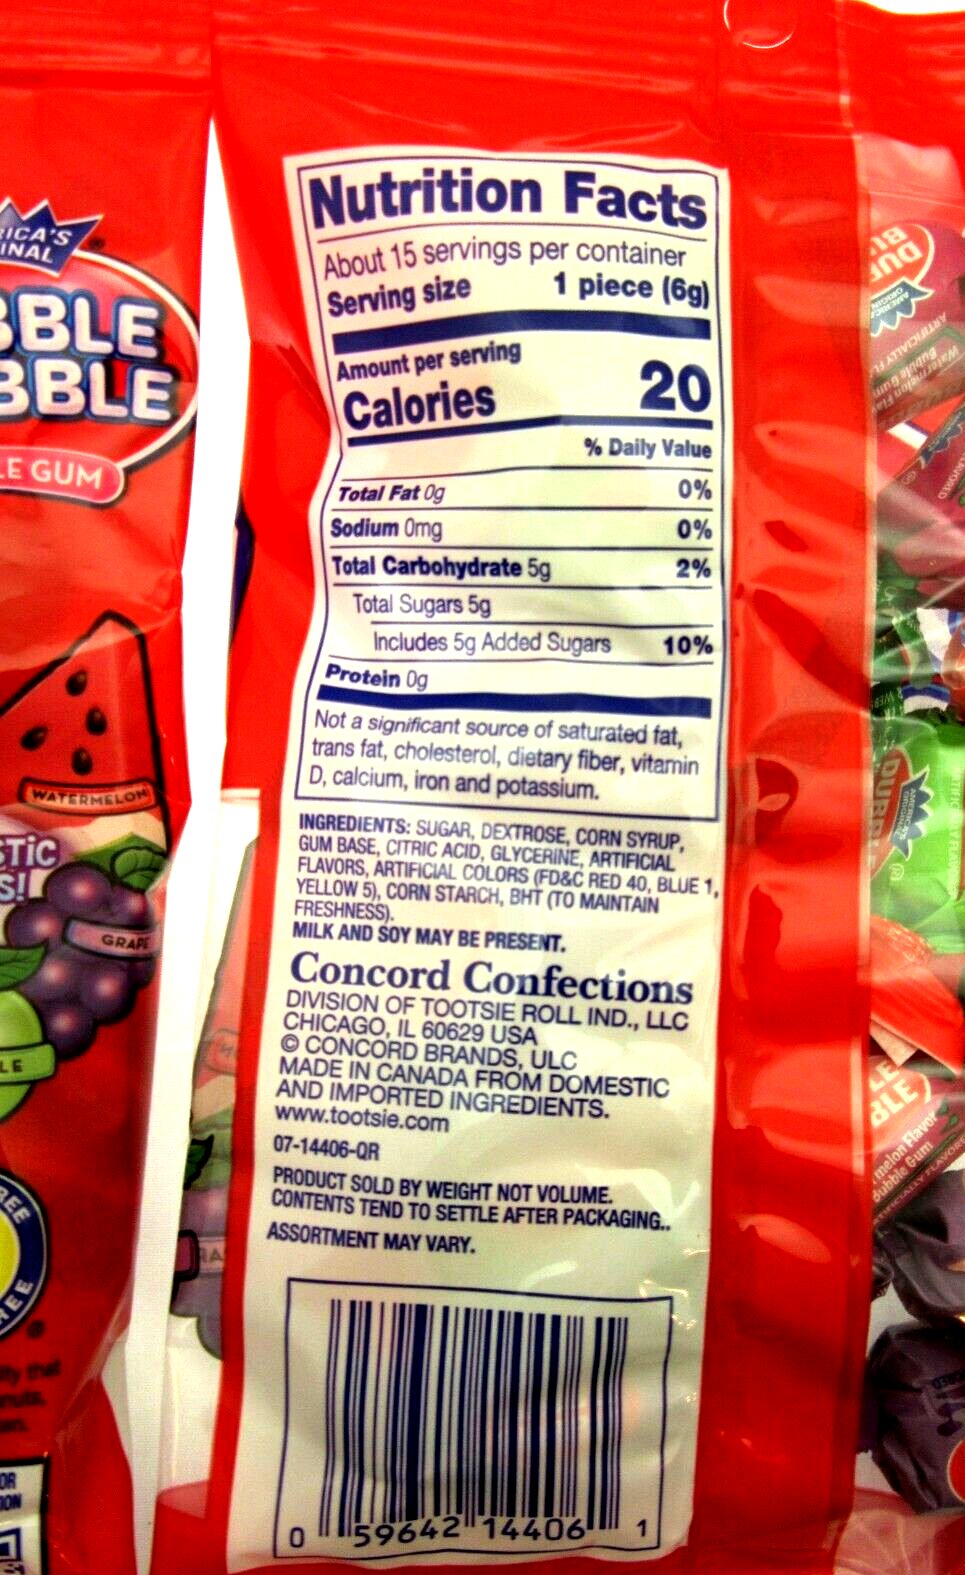 Nutrition Facts
About 15 servings per container
Serving size 1 piece (6g)
Amount per serving
Calories 20
% Daily Value
Total Fat 0g 0%
Sodium 0mg 0%
Total Carbohydrate 5g 2%
Total Sugars 5g
Includes 5g Added Sugars 10%
Protein 0g
Not a significant source of saturated fat,
trans fat, cholesterol, dietary fiber, vitamin
D, calcium, iron and potassium.
INGREDIENTS: SUGAR, DEXTROSE, CORN SYRUP,
GUM BASE, CITRIC ACID, GLYCERINE, ARTIFICIAL
FLAVORS, ARTIFICIAL COLORS (FD&C RED 40, BLUE 1,
YELLOW 5), CORN STARCH, BHT (TO MAINTAIN
FRESHNESS).
MILK AND SOY MAY BE PRESENT.
Concord Confections
DIVISION OF TOOTSIE ROLL IND., LLC
CHICAGO, IL 60629 USA
© CONCORD BRANDS, ULC
MADE IN CANADA FROM DOMESTIC
AND IMPORTED INGREDIENTS.
www.tootsie.com
07-14406-QR
PRODUCT SOLD BY WEIGHT NOT VOLUME.
CONTENTS TEND TO SETTLE AFTER PACKAGING..
ASSORTMENT MAY VARY.
0 59642 14406 1
BBLE
BBLE
GUM
WATERMELON
GRAPE